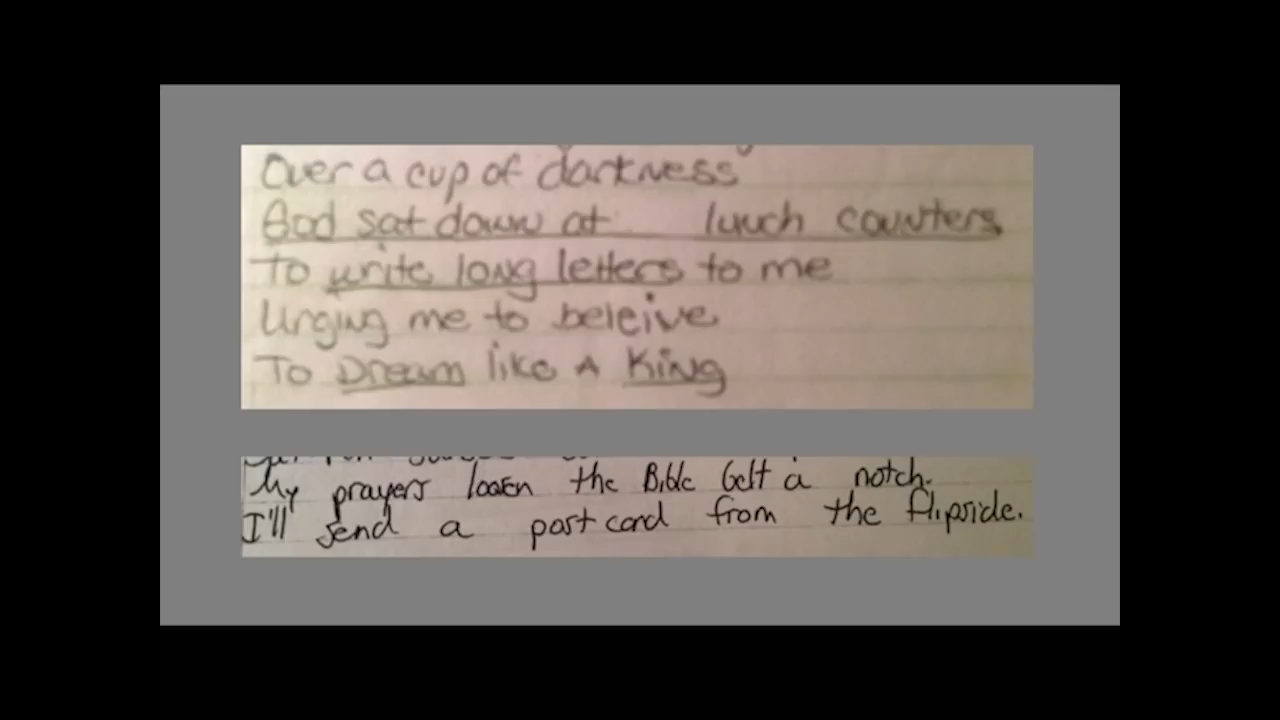 Over a cup of darkness
God sat down at lunch counters
To write long letters to me
Urging me to beleive
To Dream like A King
My prayers loosen the Bible belt a notch.
I'll send a post card from the flipside.